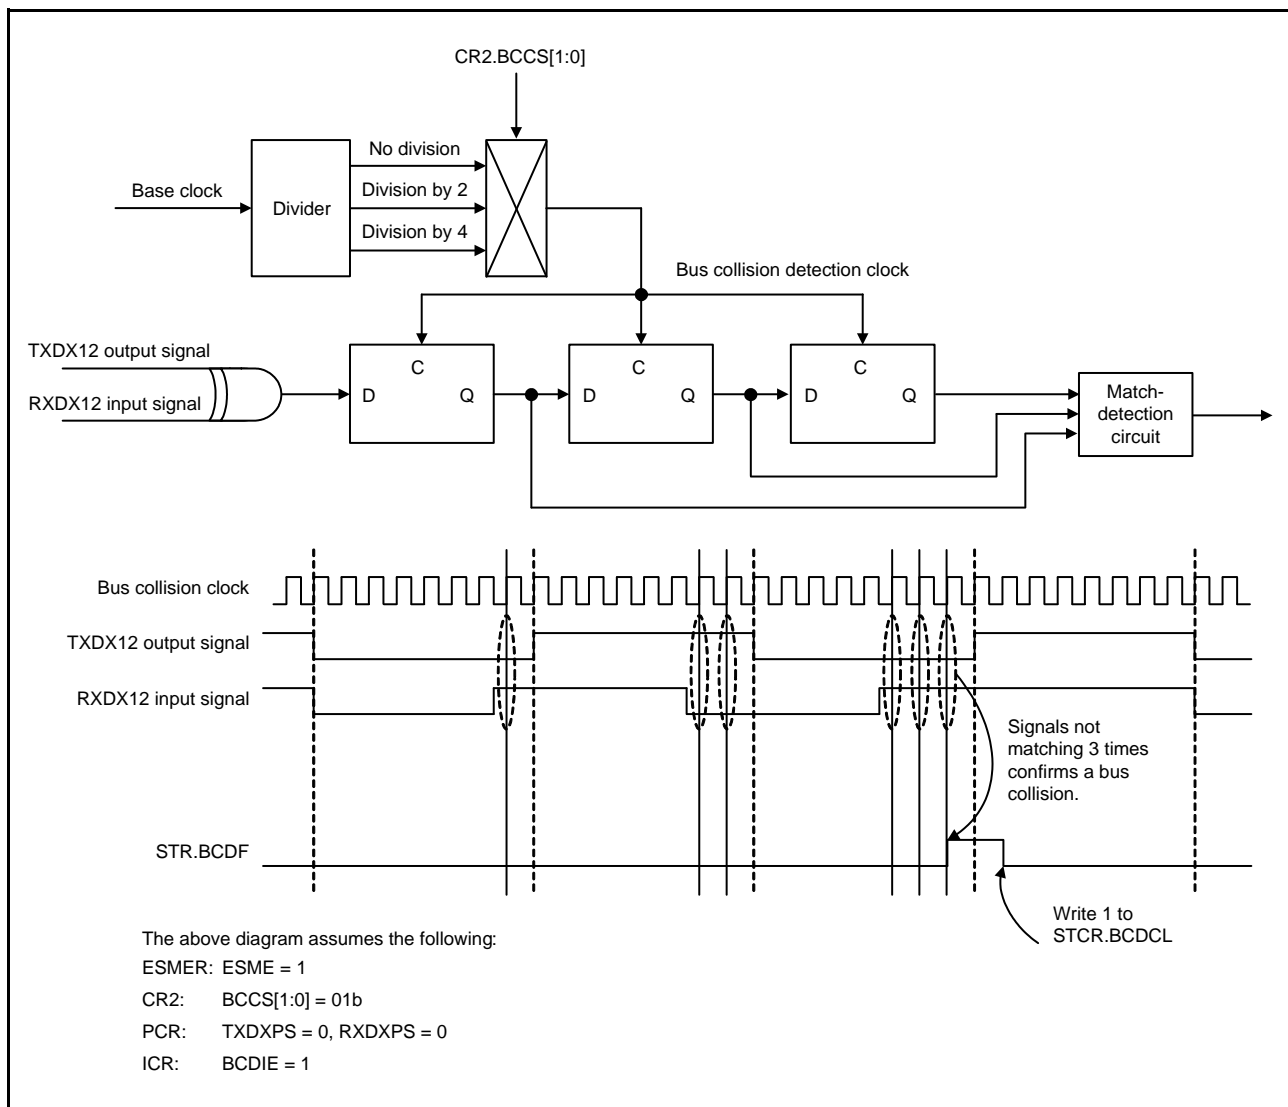 CR2.BCCS[1:0]
No division
Base clock
Divider
Division by 2
Division by 4
Bus collision detection clock
TXDX12 output signal
RXDX12 input signal
C
D
Q
C
D
Q
C
D
Q
Match-
detection
circuit
Bus collision clock
TXDX12 output signal
RXDX12 input signal
Signals not
matching 3 times
confirms a bus
collision.
STR.BCDF
Write 1 to
STCR.BCDCL
The above diagram assumes the following:
ESMER: ESME = 1
CR2: BCCS[1:0] = 01b
PCR: TXDXPS = 0, RXDXPS = 0
ICR: BCDIE = 1